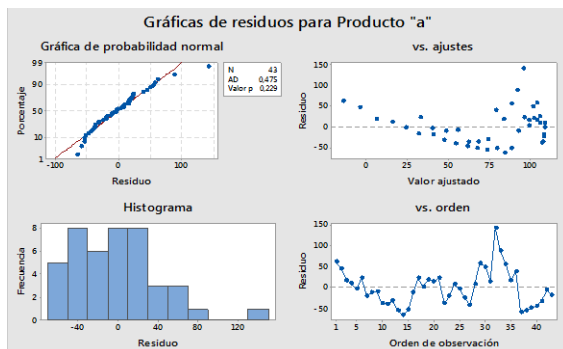 Gráficas de residuos para Producto "a"
Gráfica de probabilidad normal
Porcentaje
99
90
50
10
1
-100
0
100
Residuo
N 43
AD 0,475
Valor p 0,229
vs. ajustes
Residuo
150
100
50
0
-50
0
25
50
75
100
Valor ajustado
Histograma
Frecuencia
8
6
4
2
0
-40
0
40
80
120
Residuo
vs. orden
Residuo
150
100
50
0
-50
1
5
10
15
20
25
30
35
40
Orden de observación